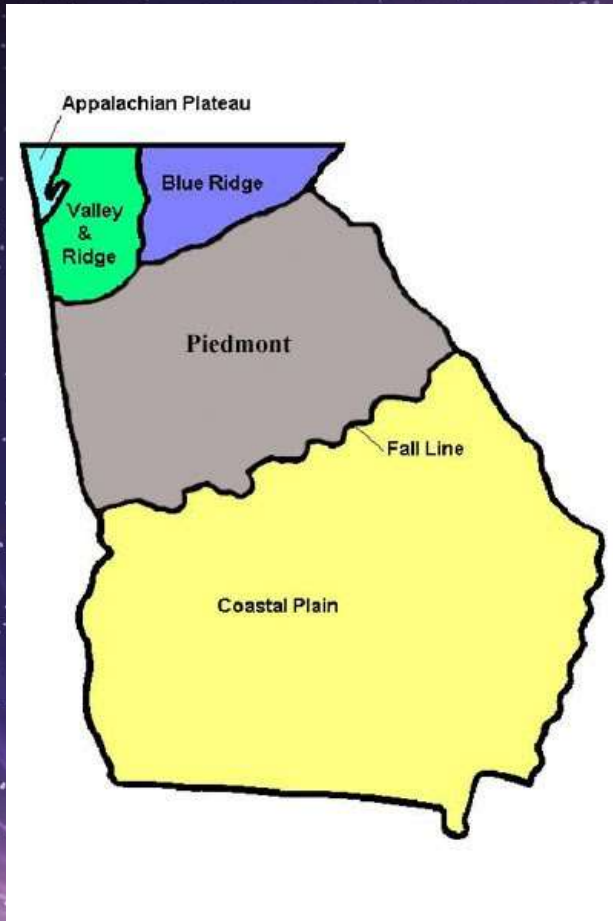 Appalachian Plateau
Blue Ridge
Valley
&
Ridge
Piedmont
Fall Line
Coastal Plain